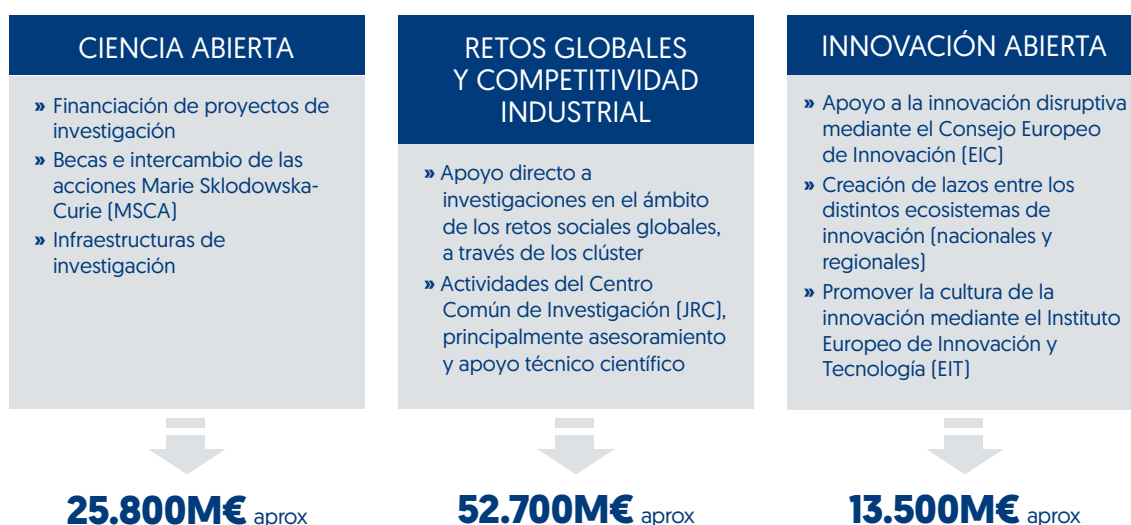 CIENCIA ABIERTA
» Financiación de proyectos de
investigación
» Becas e intercambio de las
acciones Marie Sklodowska-
Curie (MSCA)
» Infraestructuras de
investigación
25.800M€ aprox
RETOS GLOBALES
Y COMPETITIVIDAD
INDUSTRIAL
» Apoyo directo a
investigaciones en el ámbito
de los retos sociales globales,
a través de los clúster
» Actividades del Centro
Común de Investigación (JRC),
principalmente asesoramiento
y apoyo técnico científico
52.700M€ aprox
INNOVACIÓN ABIERTA
» Apoyo a la innovación disruptiva
mediante el Consejo Europeo
de Innovación (EIC)
» Creación de lazos entre los
distintos ecosistemas de
innovación (nacionales y
regionales)
» Promover la cultura de la
innovación mediante el Instituto
Europeo de Innovación y
Tecnología (EIT)
13.500M€ aprox